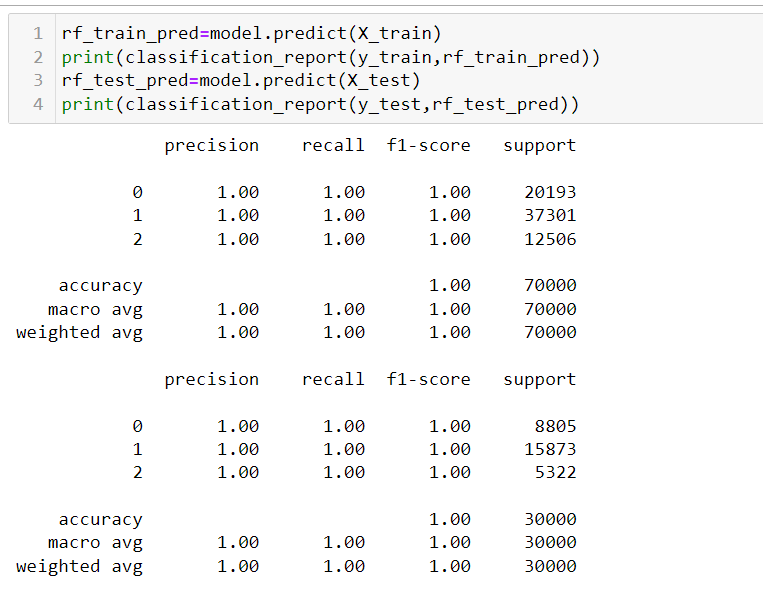 1 rf_train_pred=model.predict(X_train)
2 print(classification_report(y_train,rf_train_pred))
3 rf_test_pred=model.predict(X_test)
4 print(classification_report(y_test,rf_test_pred))
precision recall f1-score support
0 1.00 1.00 1.00 20193
1 1.00 1.00 1.00 37301
2 1.00 1.00 1.00 12506
accuracy 1.00 70000
macro avg 1.00 1.00 1.00 70000
weighted avg 1.00 1.00 1.00 70000
precision recall f1-score support
0 1.00 1.00 1.00 8805
1 1.00 1.00 1.00 15873
2 1.00 1.00 1.00 5322
accuracy 1.00 30000
macro avg 1.00 1.00 1.00 30000
weighted avg 1.00 1.00 1.00 30000